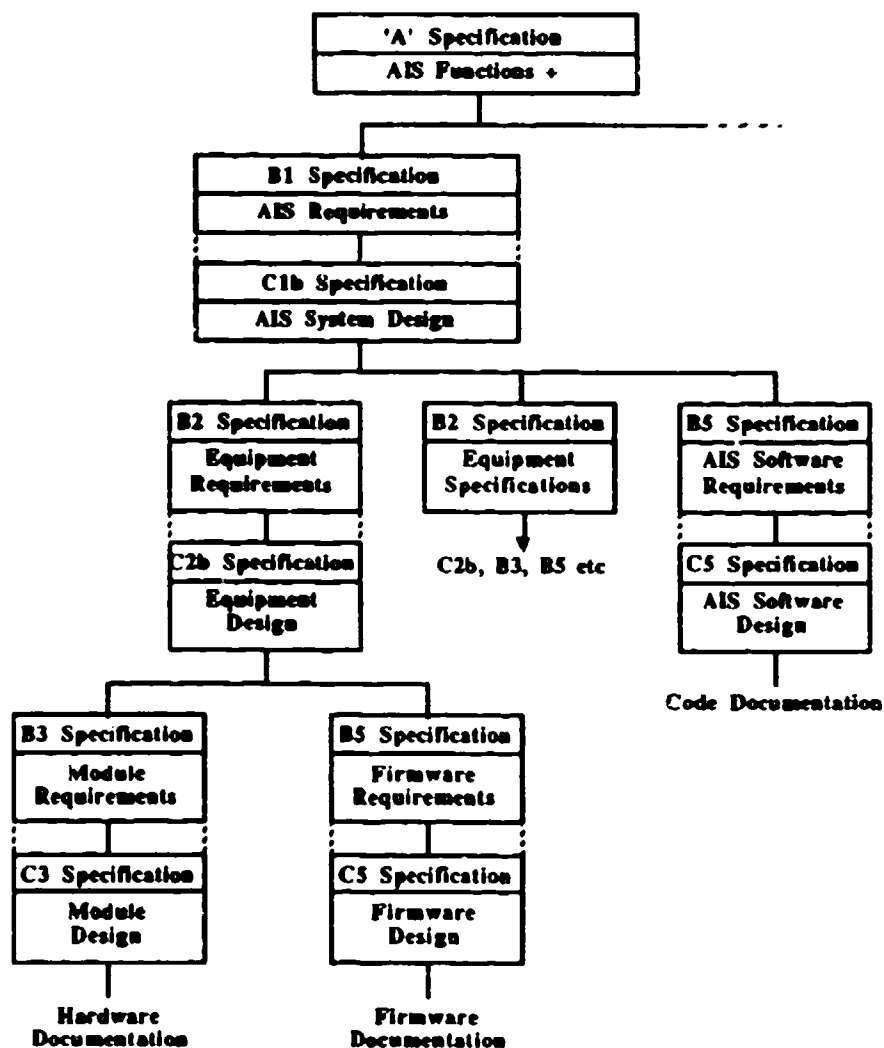 'A' Specification
AIS Functions +
B1 Specification
AIS Requirements
C1b Specification
AIS System Design
B2 Specification
Equipment
Requirements
B2 Specification
Equipment
Specifications
B5 Specification
AIS Software
Requirements
C2b Specification
Equipment
Design
C2b, B3, B5 etc
C5 Specification
AIS Software
Design
Code Documentation
B3 Specification
Module
Requirements
B5 Specification
Firmware
Requirements
C3 Specification
Module
Design
C5 Specification
Firmware
Design
Hardware
Documentation
Firmware
Documentation